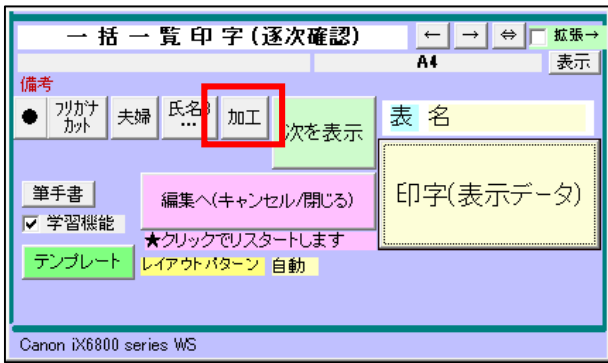 一 括 一 覧 印 字 (逐次確認) ← → ⇔ 拡張→
A4 表示
備考
● フリガナカット 夫婦 氏名3 ... 加工 次を表示 表 名
筆手書 編集へ(キャンセル/閉じる) 印字(表示データ)
学習機能 ★クリックでリスタートします
テンプレート レイアウトパターン 自動
Canon iX6800 series WS